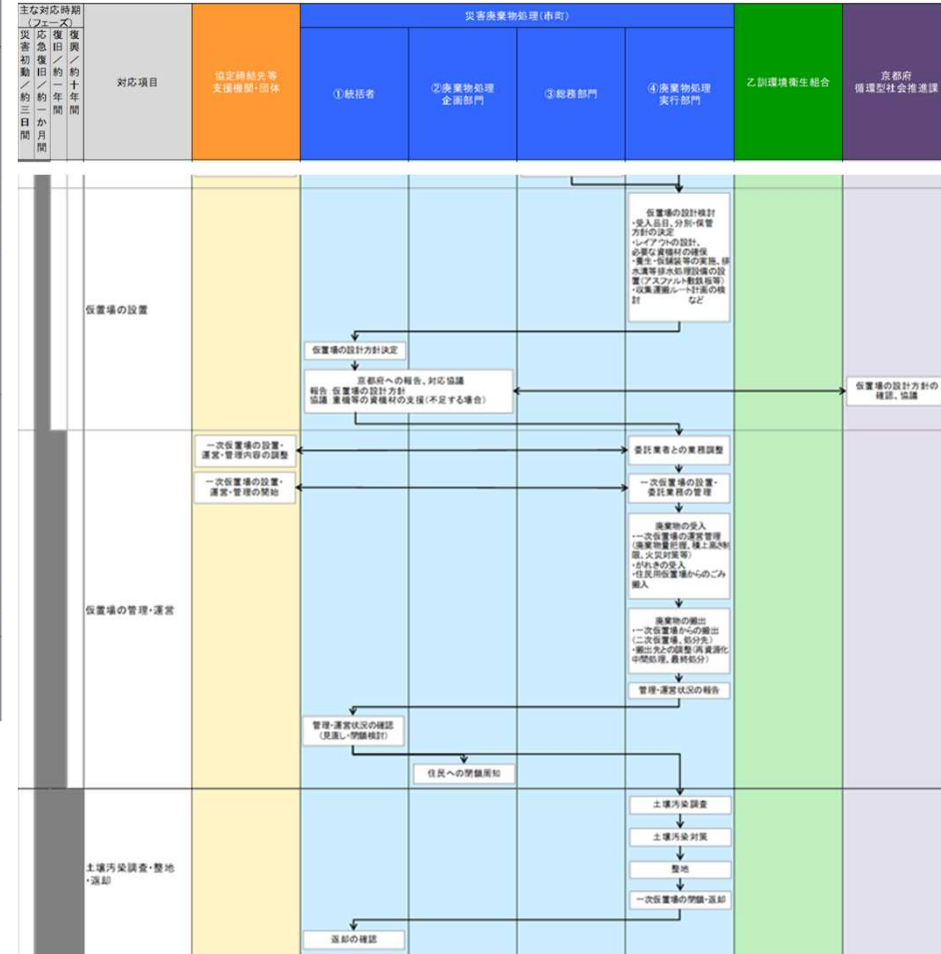 主な対応時期
(フェーズ)
災害初動/約三日間
応急復旧/約一か月間
復旧/約一年間
復興/約十年間
対応項目
協定締結先等
支援機関・団体
災害廃棄物処理(市町)
①統括者
②廃棄物処理
企画部門
③総務部門
④廃棄物処理
実行部門
乙訓環境衛生組合
京都府
循環型社会推進課
仮置場の設置
仮置場の設計検討
・受入品目、分別・保管
方針の決定
・レイアウトの設計、
必要な資機材の確保
・養生・仮舗装等の実施、排
水溝等排水処理設備の設
置(アスファルト敷鉄板等)
・収集運搬ルート計画の検
討 など
仮置場の設計方針決定
京都府への報告、対応協議
報告:仮置場の設計方針
協議:重機等の資機材の支援(不足する場合)
仮置場の設計方針の
確認、協議
仮置場の管理・運営
一次仮置場の設置・
運営・管理内容の調整
委託業者との業務調整
一次仮置場の設置・
運営・管理の開始
一次仮置場の設置・
委託業務の管理
廃棄物の受入
・一次仮置場の運営管理
(廃棄物量把握、積上高さ制
限、火災対策等)
・がれきの受入
・住民用仮置場からのごみ
搬入
廃棄物の搬出
・一次仮置場からの搬出
(二次仮置場、処分先)
・搬出先との調整(再資源化
中間処理、最終処分)
管理・運営状況の報告
管理・運営状況の確認
(見直し・閉鎖検討)
住民への閉鎖周知
土壌汚染調査・整地
・返却
土壌汚染調査
土壌汚染対策
整地
一次仮置場の閉鎖・返却
返却の確認